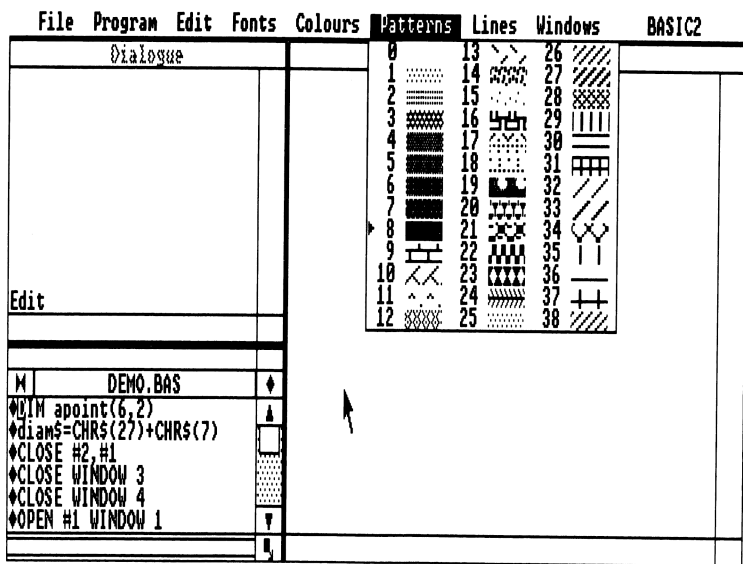 File Program Edit Fonts Colours Patterns Lines Windows BASIC2
Dialogue
0 13 26
1 14 27
2 15 28
3 16 29
4 17 30
5 18 31
6 19 32
7 20 33
8 21 34
9 22 35
10 23 36
11 24 37
12 25 38
Edit
DEMO.BAS
DIM apoint(6,2)
diam$=CHR$(27)+CHR$(7)
CLOSE #2,#1
CLOSE WINDOW 3
CLOSE WINDOW 4
OPEN #1 WINDOW 1